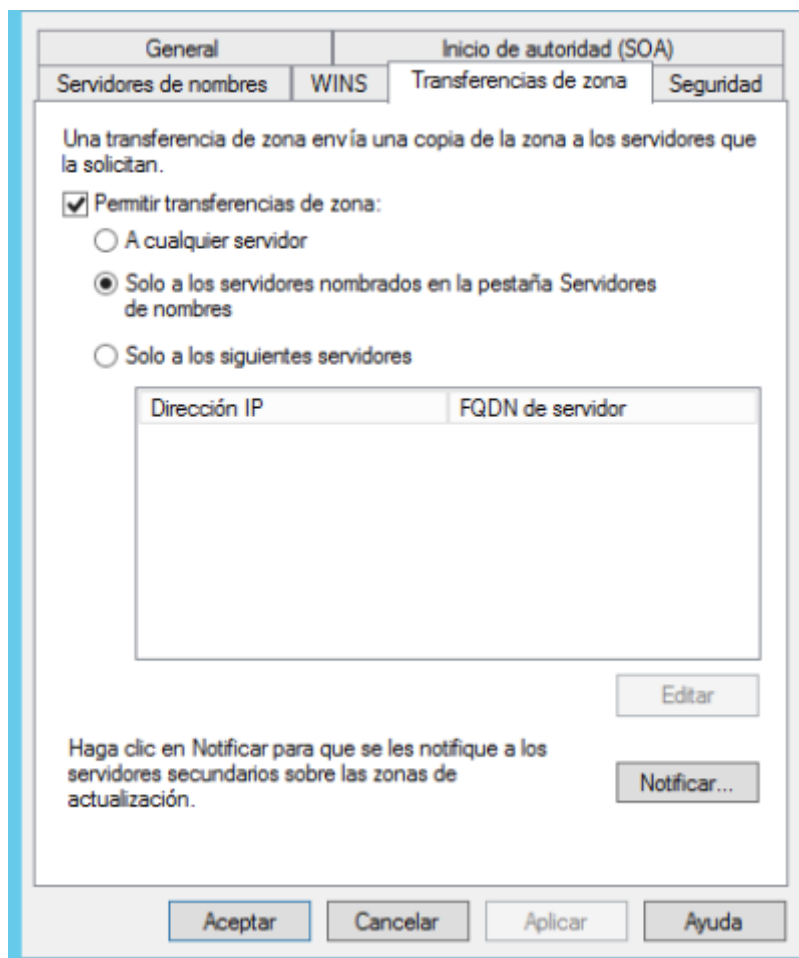 General
Inicio de autoridad (SOA)
Servidores de nombres
WINS
Transferencias de zona
Seguridad
Una transferencia de zona envía una copia de la zona a los servidores que
la solicitan.
Permitir transferencias de zona:
A cualquier servidor
Solo a los servidores nombrados en la pestaña Servidores
de nombres
Solo a los siguientes servidores
Dirección IP
FQDN de servidor
Editar
Haga clic en Notificar para que se les notifique a los
servidores secundarios sobre las zonas de
actualización.
Notificar...
Aceptar
Cancelar
Aplicar
Ayuda